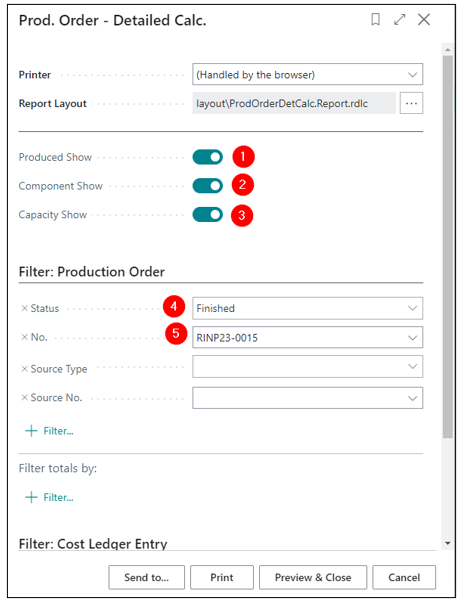 Prod. Order - Detailed Calc.
Printer (Handled by the browser)
Report Layout layout\ProdOrderDetCalc.Report.rdlc ...
Produced Show 1
Component Show 2
Capacity Show 3
Filter: Production Order
× Status 4 Finished
× No. 5 RINP23-0015
× Source Type
× Source No.
+ Filter...
Filter totals by:
+ Filter...
Filter: Cost Ledger Entry
Send to... Print Preview & Close Cancel